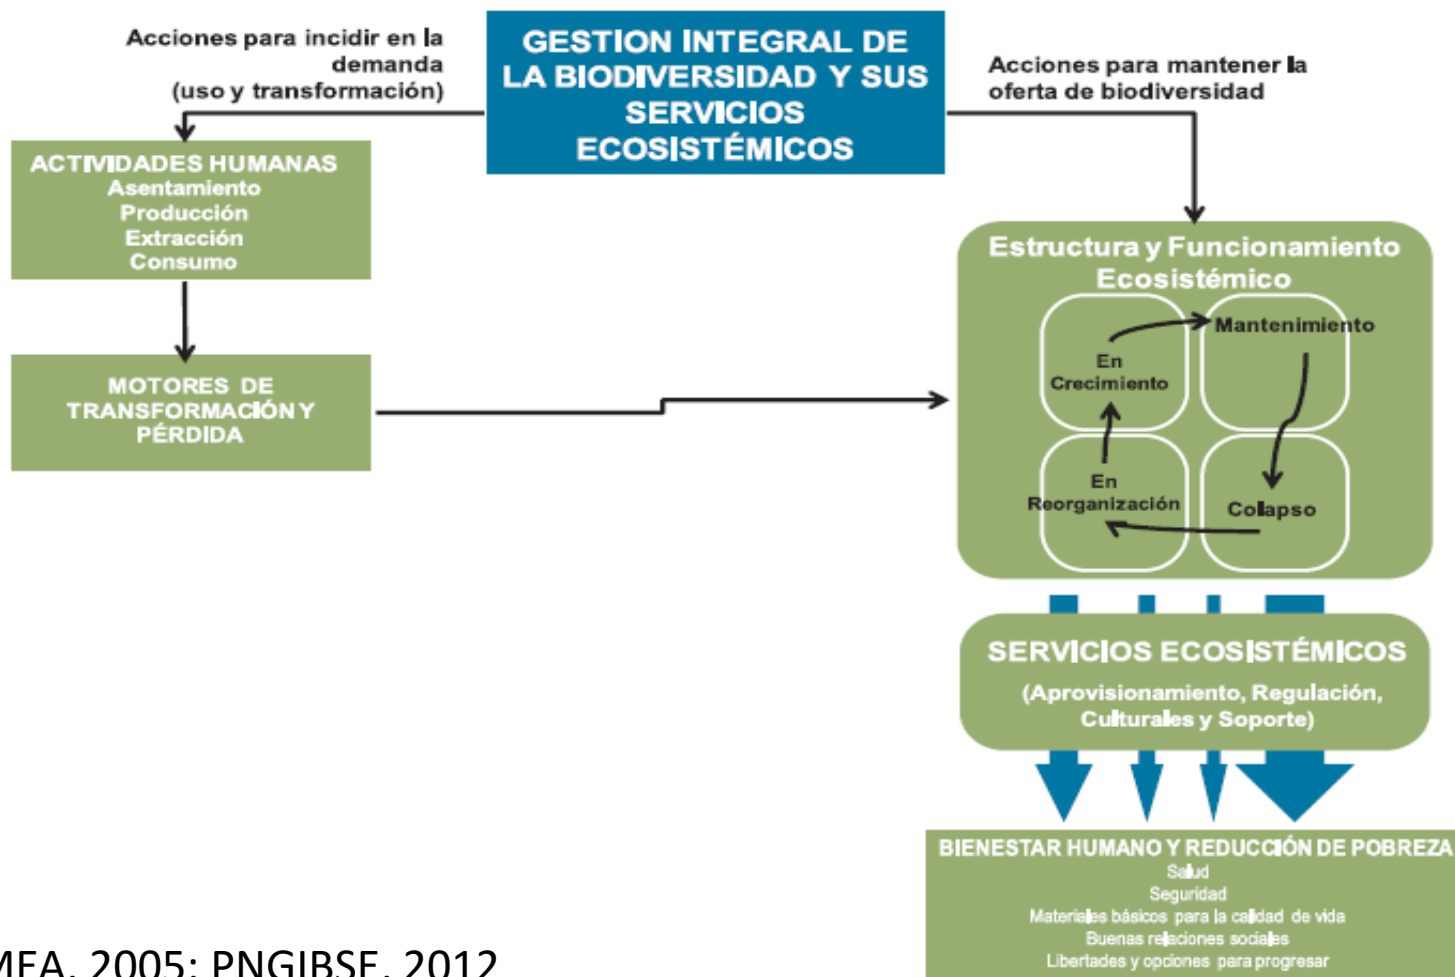 Acciones para incidir en la
demanda
(uso y transformación)
GESTION INTEGRAL DE
LA BIODIVERSIDAD Y SUS
SERVICIOS
ECOSISTÉMICOS
Acciones para mantener la
oferta de biodiversidad
ACTIVIDADES HUMANAS
Asentamiento
Producción
Extracción
Consumo
MOTORES DE
TRANSFORMACIÓN Y
PÉRDIDA
Estructura y Funcionamiento
Ecosistémico
Mantenimiento
En
Crecimiento
En
Reorganización
Colapso
SERVICIOS ECOSISTÉMICOS
(Aprovisionamiento, Regulación,
Culturales y Soporte)
BIENESTAR HUMANO Y REDUCCIÓN DE POBREZA
Salud
Seguridad
Materiales básicos para la calidad de vida
Buenas relaciones sociales
Libertades y opciones para progresar
MEA, 2005; PNGIBSE, 2012